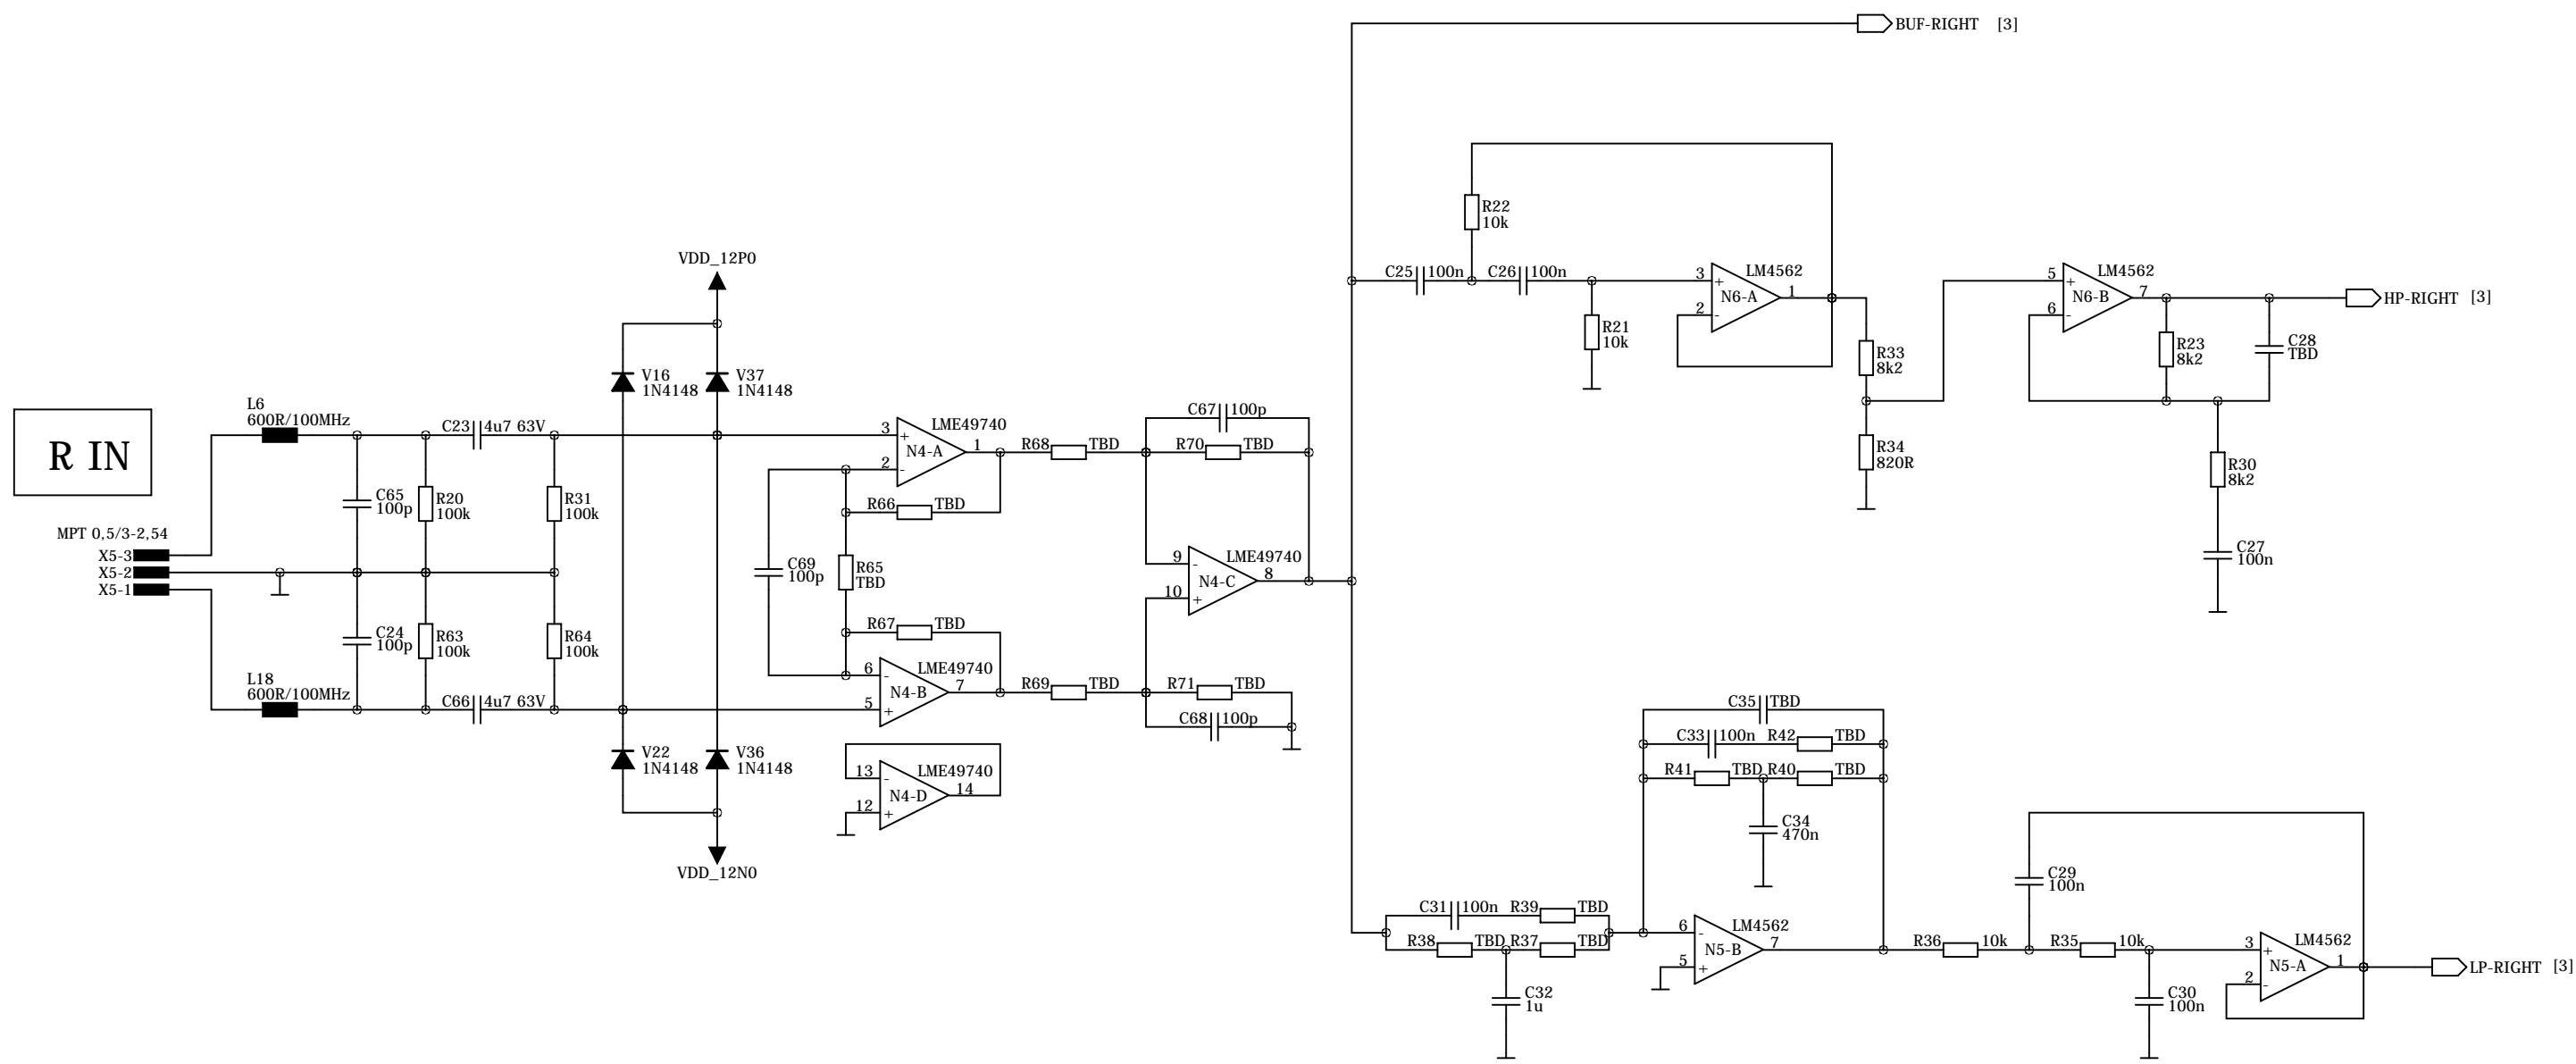 BUF-RIGHT [3]
R22
10k
VDD_12P0
C25 100n C26 100n
3 + LM4562
N6-A 1
2 -
R21
10k
5 + LM4562
N6-B 7
6 -
HP-RIGHT [3]
R33
8k2
R23
8k2
C28
TBD
V16
1N4148
V37
1N4148
R34
820R
R30
8k2
C27
100n
R IN
L6
600R/100MHz
C23 4u7 63V
C65
100p
R20
100k
R31
100k
3 + LME49740
N4-A 1
2 -
R68 TBD
C67 100p
R70 TBD
R66 TBD
MPT 0,5/3-2,54
X5-3
X5-2
X5-1
C69
100p
R65
TBD
9 - LME49740
N4-C 8
10 +
C24
100p
R63
100k
R64
100k
R67 TBD
L18
600R/100MHz
C66 4u7 63V
6 - LME49740
N4-B 7
5 +
R69 TBD
R71 TBD
C68 100p
V22
1N4148
V36
1N4148
13 - LME49740
N4-D 14
12 +
VDD_12N0
C35 TBD
C33 100n R42 TBD
R41 TBD R40 TBD
C34
470n
C31 100n R39 TBD
R38 TBD R37 TBD
C32
1u
6 - LM4562
N5-B 7
5 +
C29
100n
R36 10k
R35 10k
C30
100n
3 + LM4562
N5-A 1
2 -
LP-RIGHT [3]